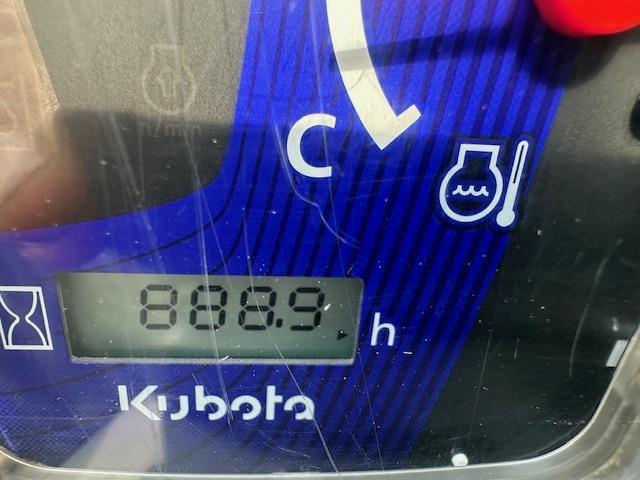 r/min
C
888.9 h
Kubota